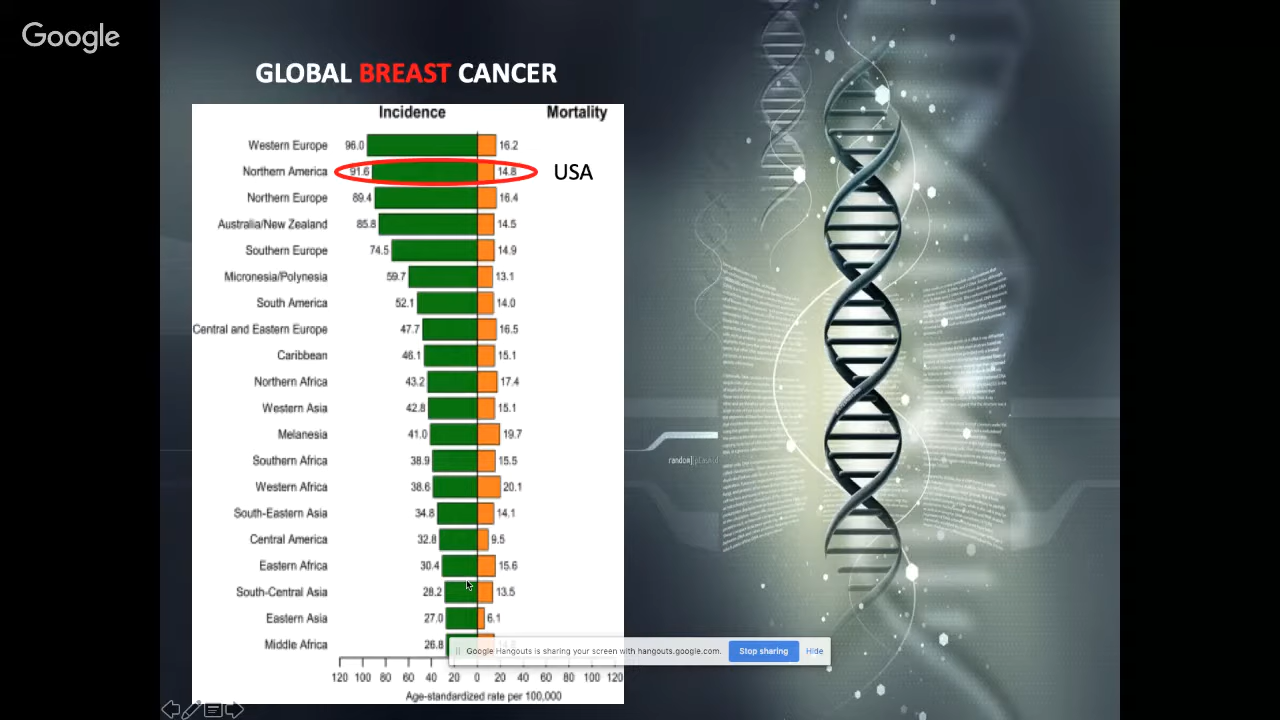 Google
GLOBAL BREAST CANCER
Incidence Mortality
Western Europe 96.0 16.2
Northern America 91.6 14.8 USA
Northern Europe 89.4 16.4
Australia/New Zealand 85.8 14.5
Southern Europe 74.5 14.9
Micronesia/Polynesia 59.7 13.1
South America 52.1 14.0
Central and Eastern Europe 47.7 16.5
Caribbean 46.1 15.1
Northern Africa 43.2 17.4
Western Asia 42.8 15.1
Melanesia 41.0 19.7
Southern Africa 38.9 15.5
Western Africa 38.6 20.1
South-Eastern Asia 34.8 14.1
Central America 32.8 9.5
Eastern Africa 30.4 15.6
South-Central Asia 28.2 13.5
Eastern Asia 27.0 6.1
Middle Africa 26.8
Google Hangouts is sharing your screen with hangouts.google.com. Stop sharing Hide
120 100 80 60 40 20 0 20 40 60 80 100 120
Age-standardized rate per 100,000